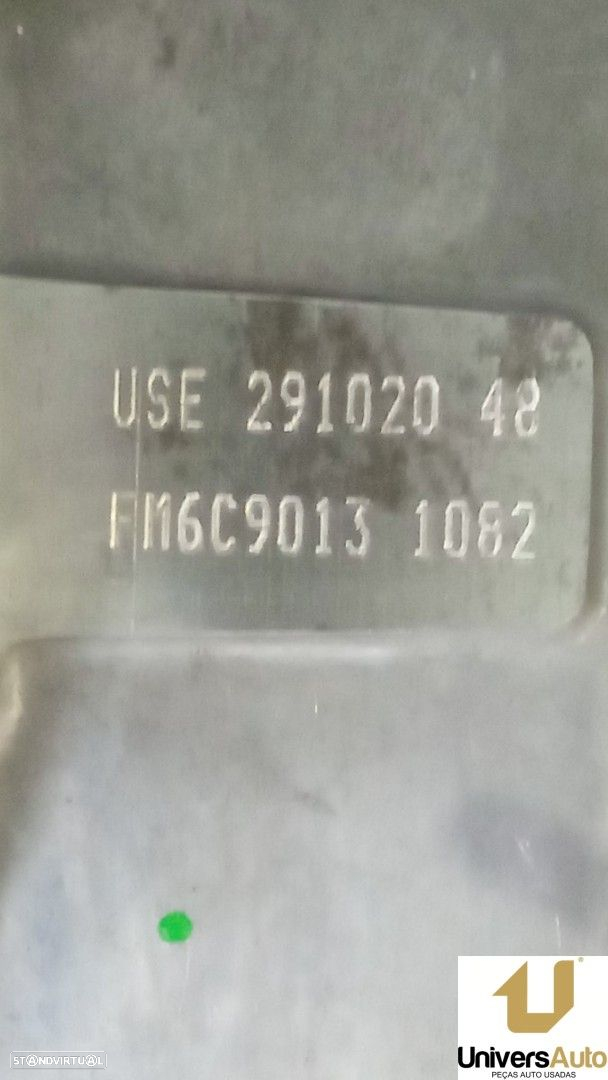 USE 291020 48
FM6C9013 1082
UniversAuto
PEÇAS AUTO USADAS
STANDVIRTUAL